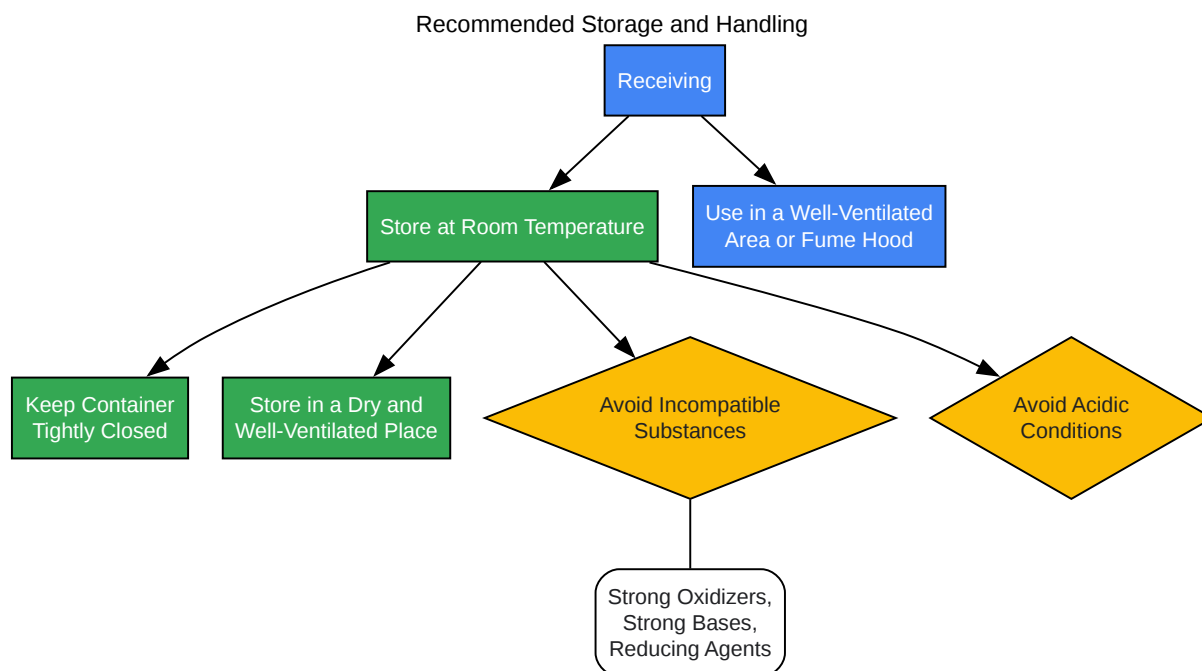 Recommended Storage and Handling
Receiving
Store at Room Temperature
Use in a Well-Ventilated
Area or Fume Hood
Keep Container
Tightly Closed
Store in a Dry and
Well-Ventilated Place
Avoid Incompatible
Substances
Avoid Acidic
Conditions
Strong Oxidizers,
Strong Bases,
Reducing Agents